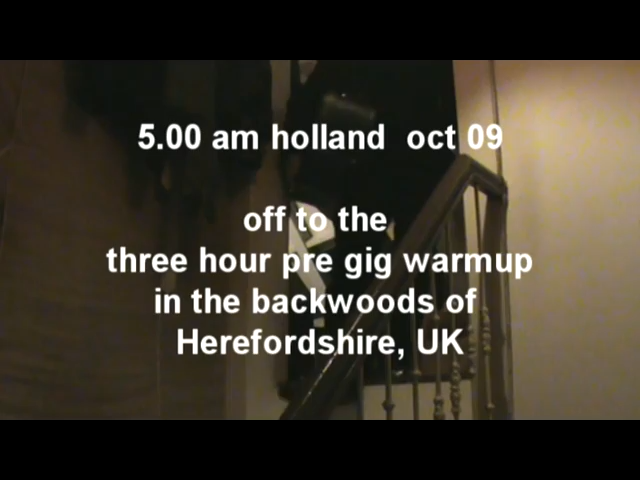 5.00 am holland oct 09
off to the
three hour pre gig warmup
in the backwoods of
Herefordshire, UK